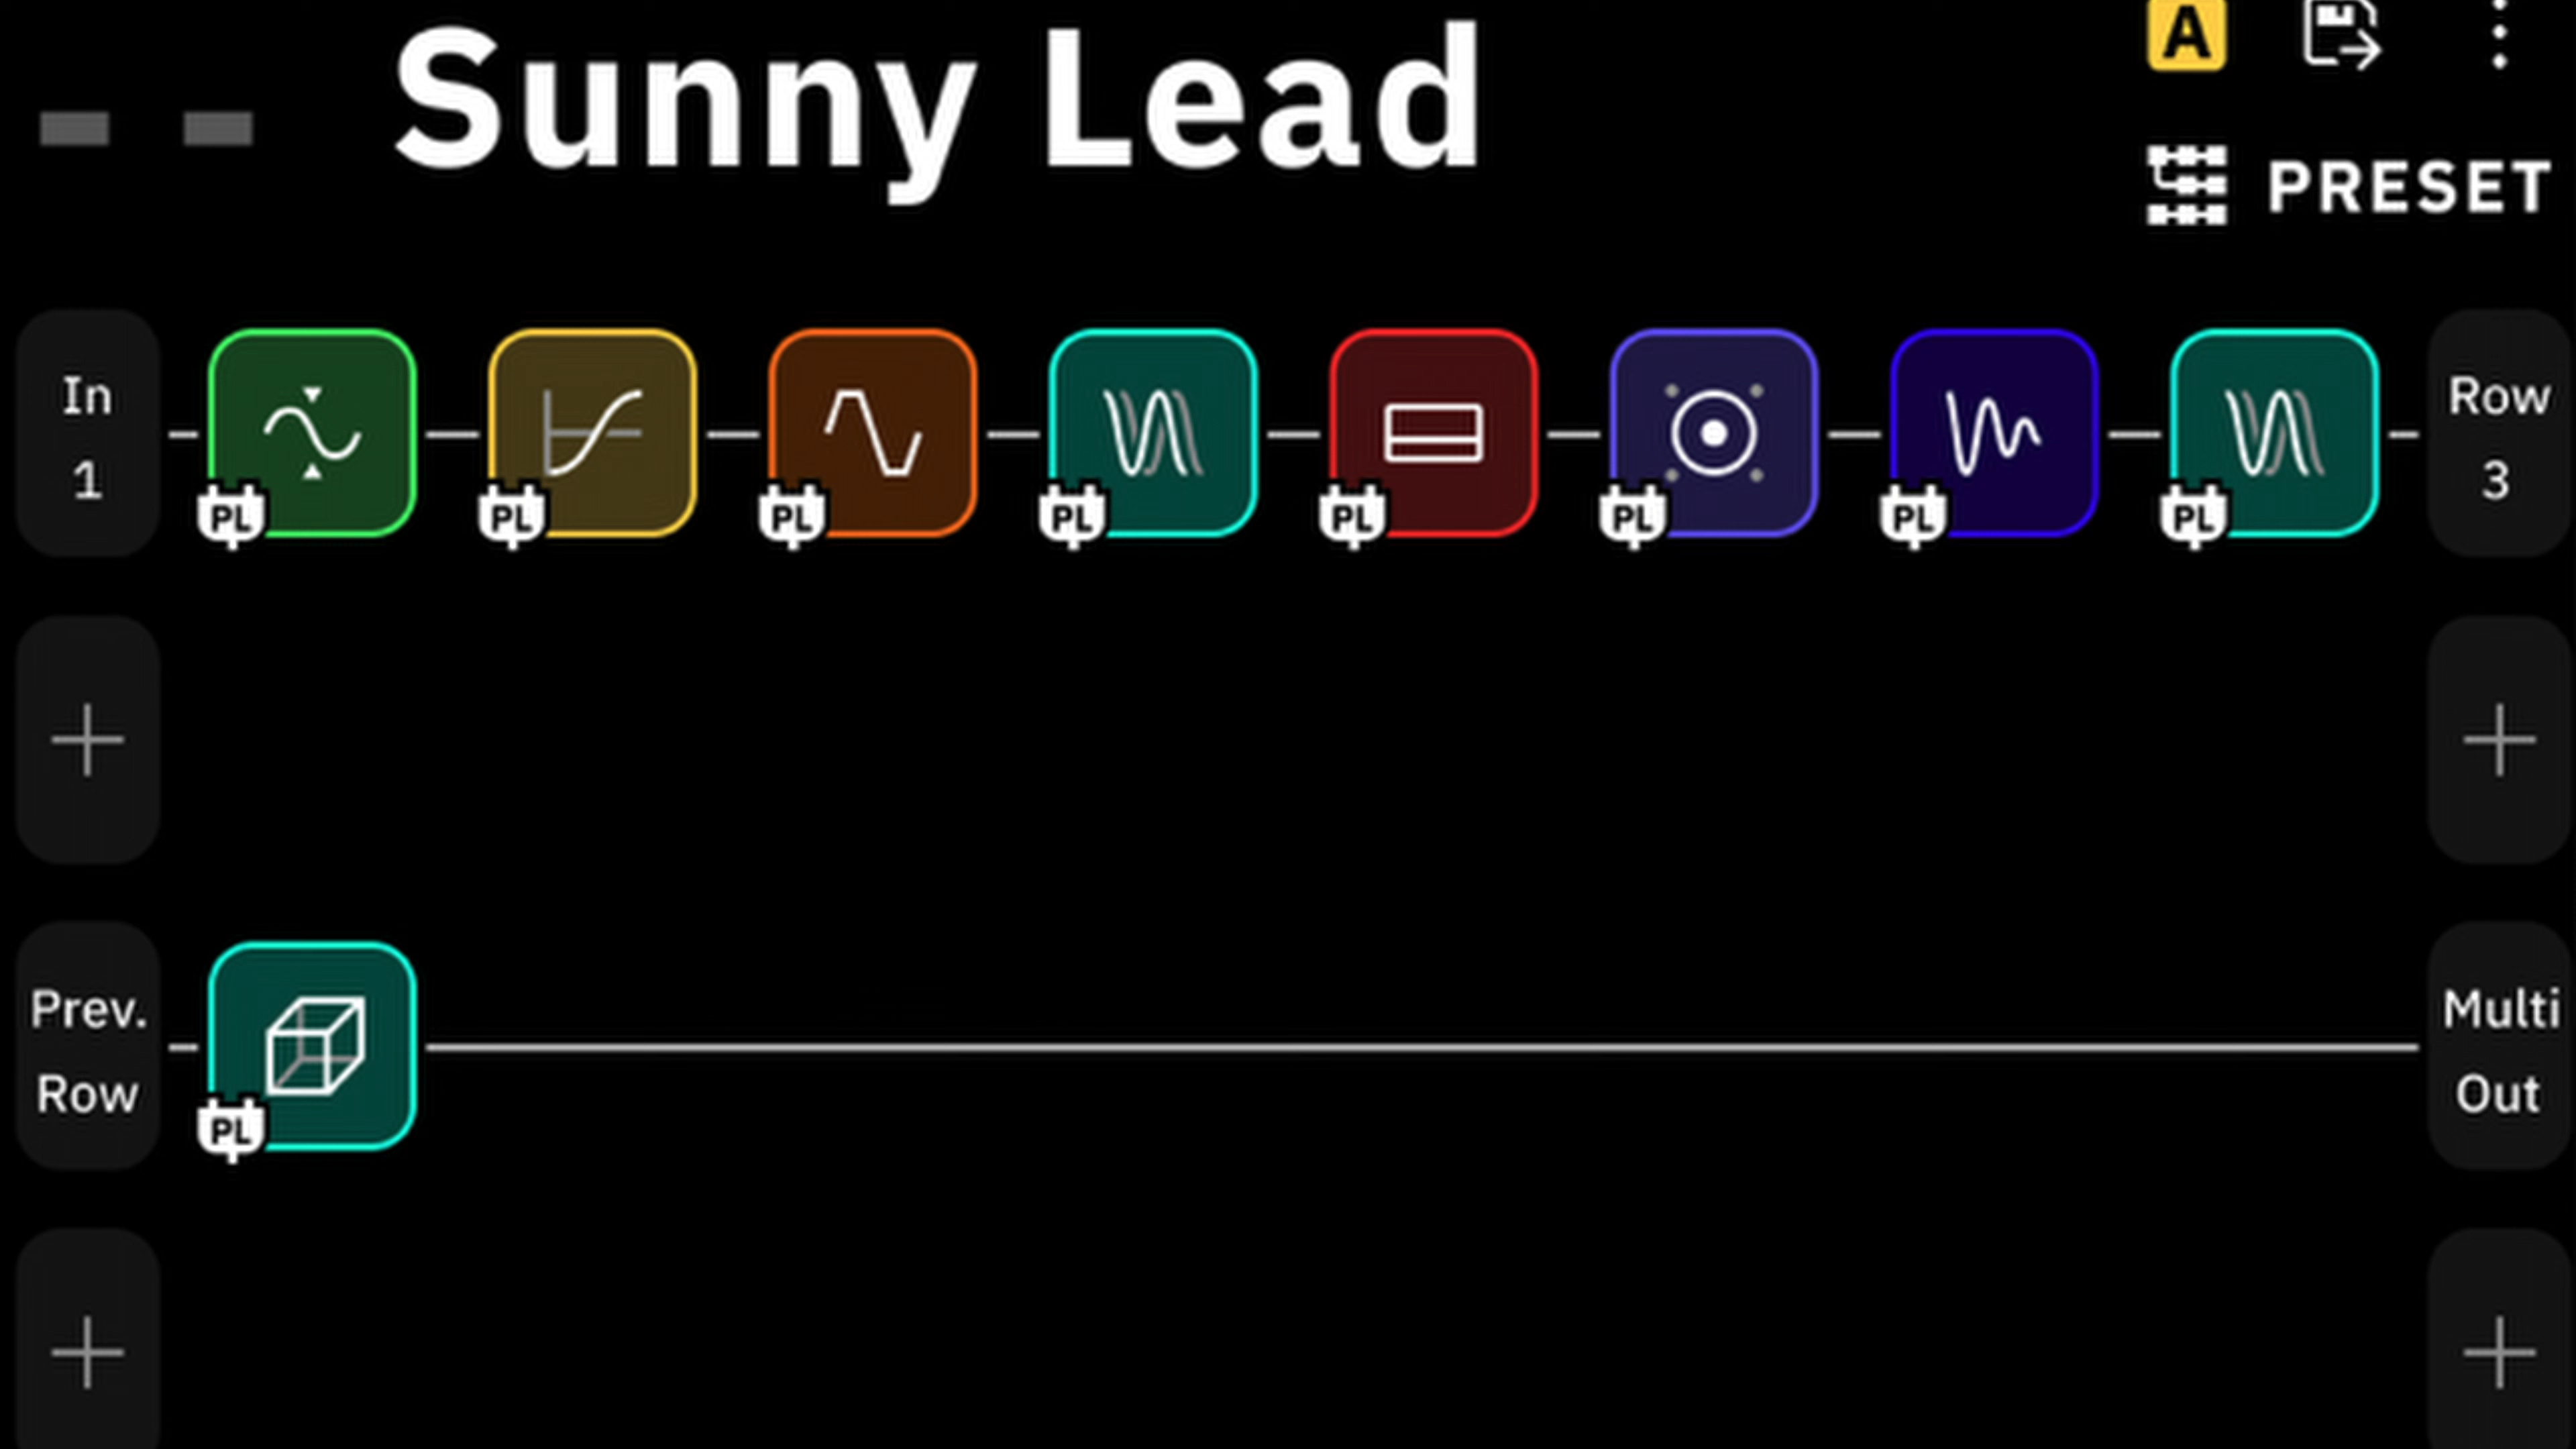 Sunny Lead
A
PRESET
In
1
PL PL PL PL PL PL PL PL
Row
3
Prev.
Row
PL
Multi
Out